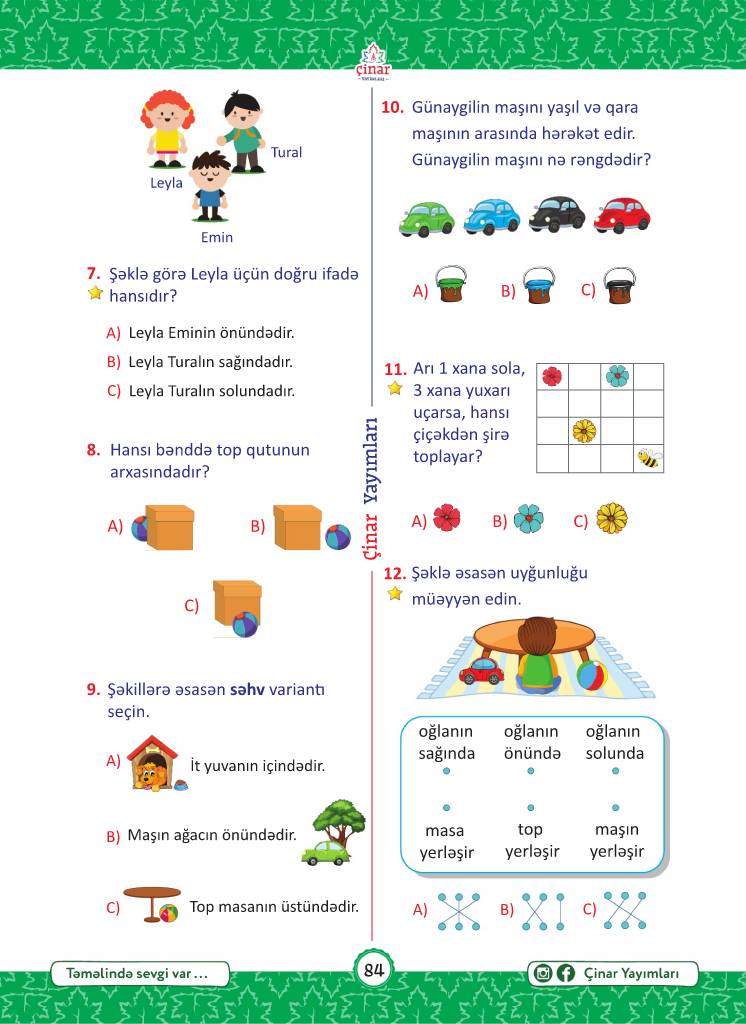 çinar
YAYIMLARI
Leyla
Tural
Emin
7. Şəklə görə Leyla üçün doğru ifadə
hansıdır?
A) Leyla Eminin önündədir.
B) Leyla Turalın sağındadır.
C) Leyla Turalın solundadır.
8. Hansı bənddə top qutunun
arxasındadır?
A)
B)
C)
9. Şəkillərə əsasən səhv variantı
seçin.
A) İt yuvanın içindədir.
B) Maşın ağacın önündədir.
C) Top masanın üstündədir.
Çinar Yayımları
10. Günaygilin maşını yaşıl və qara
maşının arasında hərəkət edir.
Günaygilin maşını nə rəngdədir?
A)
B)
C)
11. Arı 1 xana sola,
3 xana yuxarı
uçarsa, hansı
çiçəkdən şirə
toplayar?
A)
B)
C)
12. Şəklə əsasən uyğunluğu
müəyyən edin.
oğlanın oğlanın oğlanın
sağında önündə solunda
masa top maşın
yerləşir yerləşir yerləşir
A)
B)
C)
Təməlində sevgi var ...
84
Çinar Yayımları